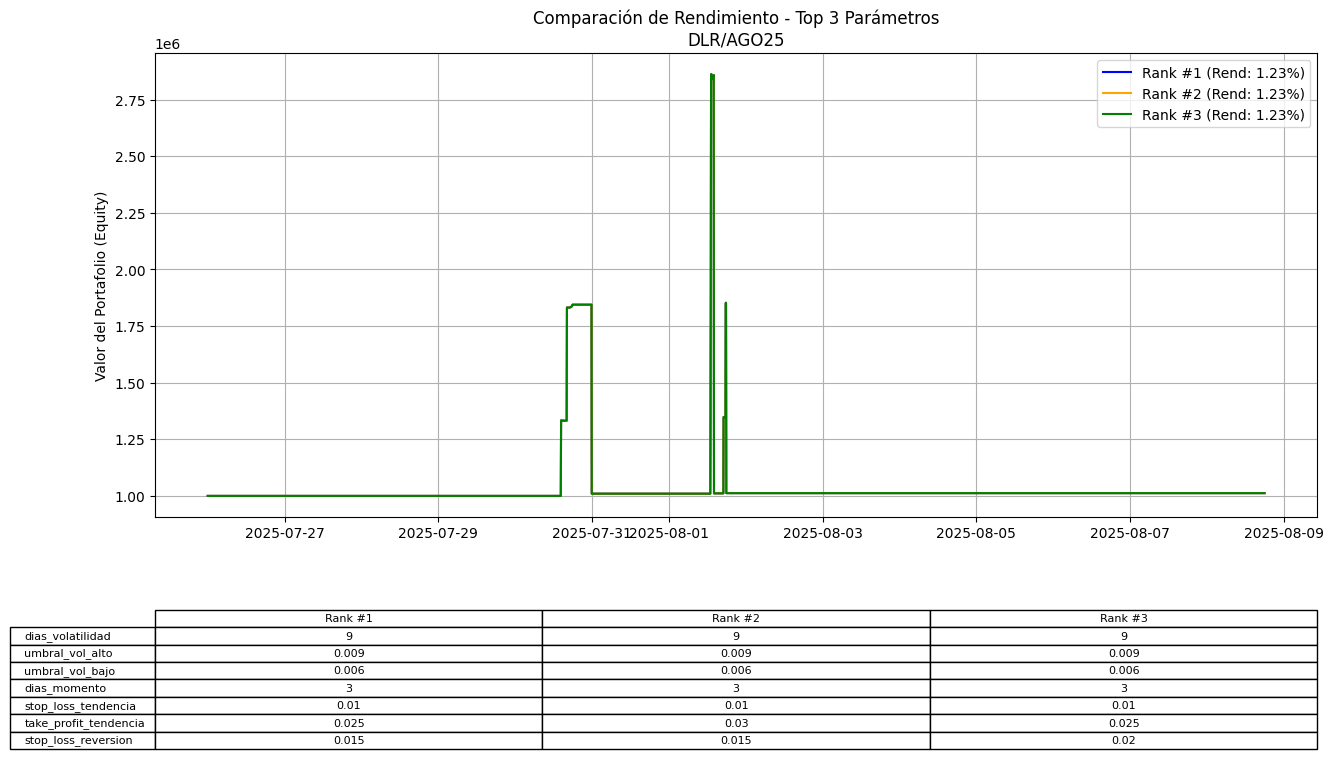 Comparación de Rendimiento - Top 3 Parámetros
DLR/AGO25
1e6
Rank #1 (Rend: 1.23%)
Rank #2 (Rend: 1.23%)
Rank #3 (Rend: 1.23%)
Valor del Portafolio (Equity)
2.75
2.50
2.25
2.00
1.75
1.50
1.25
1.00
2025-07-27 2025-07-29 2025-07-31 2025-08-01 2025-08-03 2025-08-05 2025-08-07 2025-08-09
Rank #1 Rank #2 Rank #3
dias_volatilidad 9 9 9
umbral_vol_alto 0.009 0.009 0.009
umbral_vol_bajo 0.006 0.006 0.006
dias_momento 3 3 3
stop_loss_tendencia 0.01 0.01 0.01
take_profit_tendencia 0.025 0.03 0.025
stop_loss_reversion 0.015 0.015 0.02